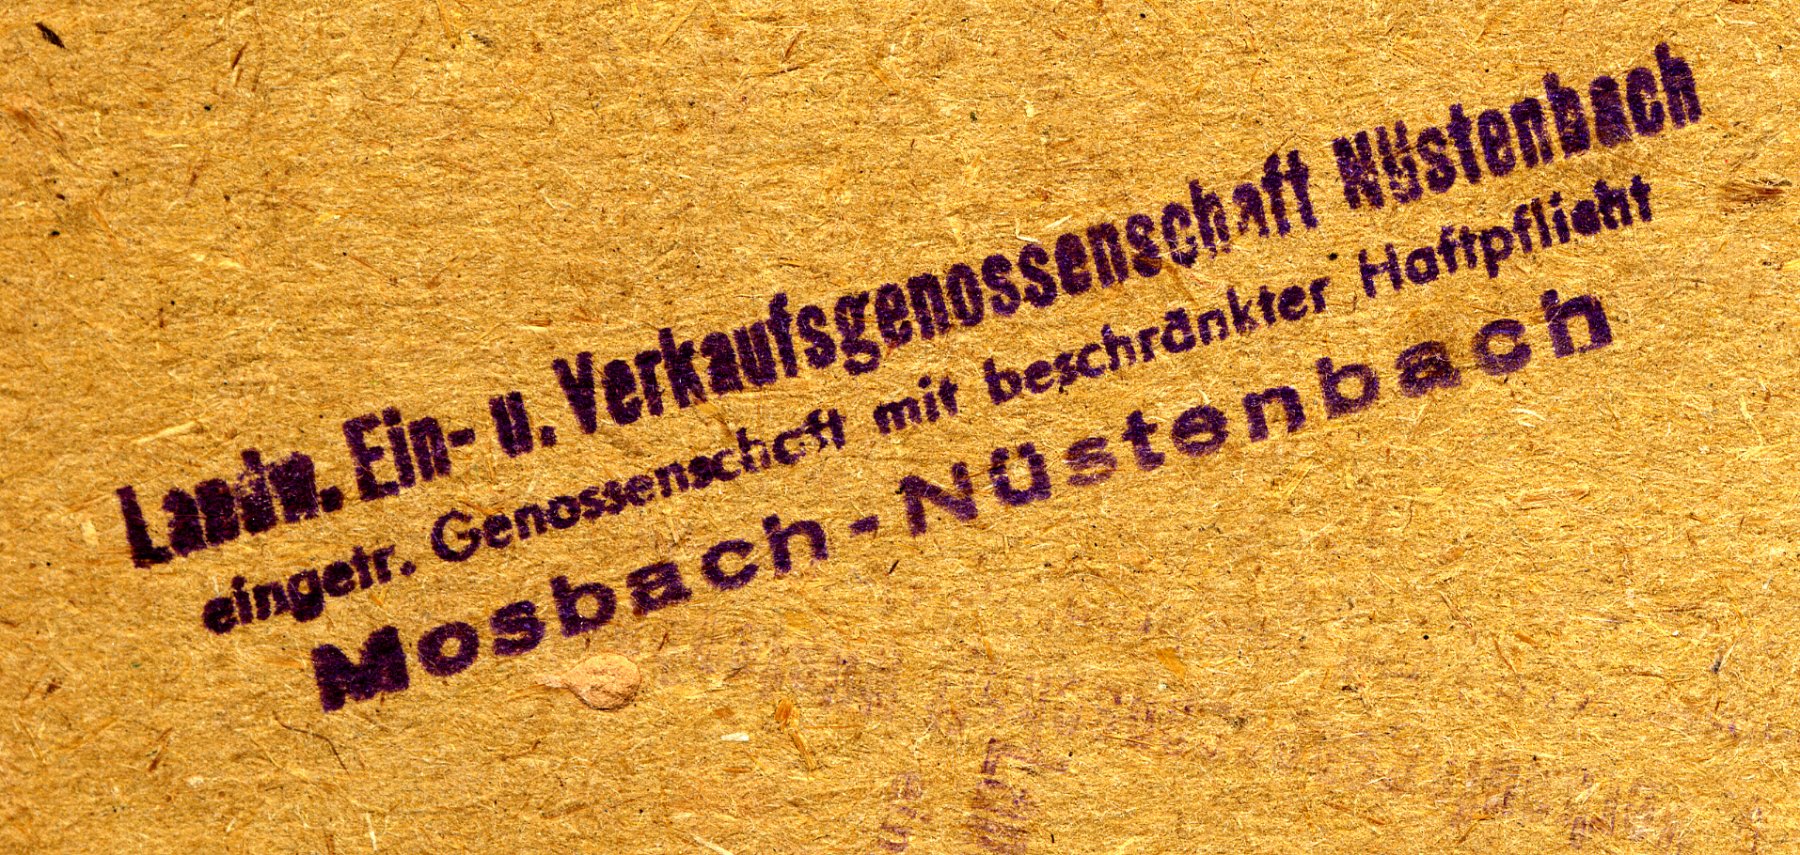 Landw. Ein- u. Verkaufsgenossenschaft Nüstenbach
eingetr. Genossenschaft mit beschränkter Haftpflicht
Mosbach-Nüstenbach